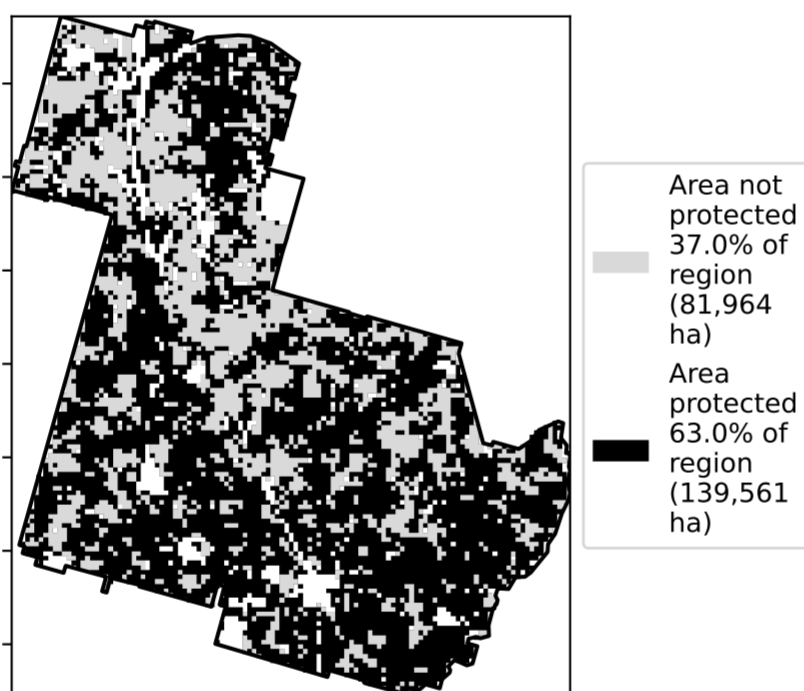 Area not
protected
37.0% of
region
(81,964
ha)
Area
protected
63.0% of
region
(139,561
ha)